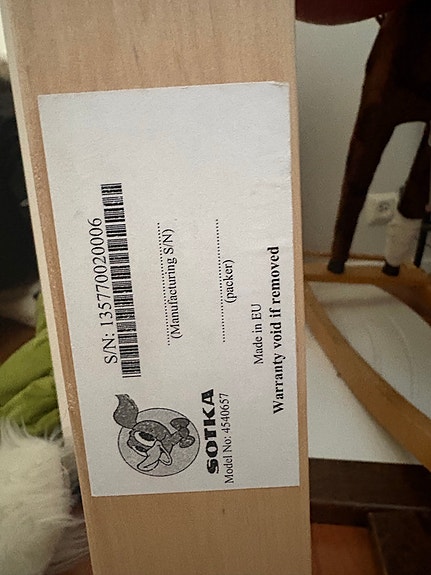 S/N: 135770020006
(Manufacturing S/N)
(packer)
SOTKA
Model No: 4540657
Made in EU
Warranty void if removed